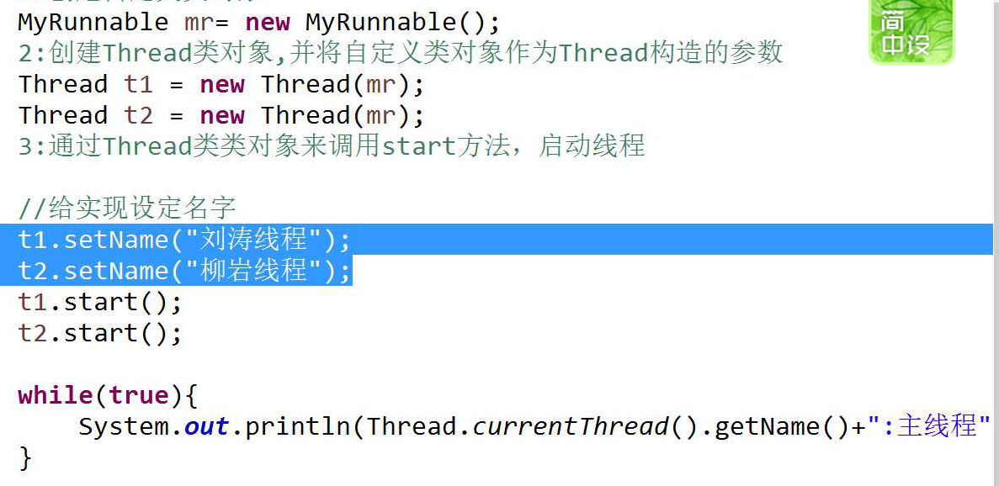 MyRunnable mr= new MyRunnable();
2:创建Thread类对象,并将自定义类对象作为Thread构造的参数
Thread t1 = new Thread(mr);
Thread t2 = new Thread(mr);
3:通过Thread类类对象来调用start方法，启动线程
//给实现设定名字
t1.setName("刘涛线程");
t2.setName("柳岩线程");
t1.start();
t2.start();
while(true){
    System.out.println(Thread.currentThread().getName()+":主线程"
}
简
中设